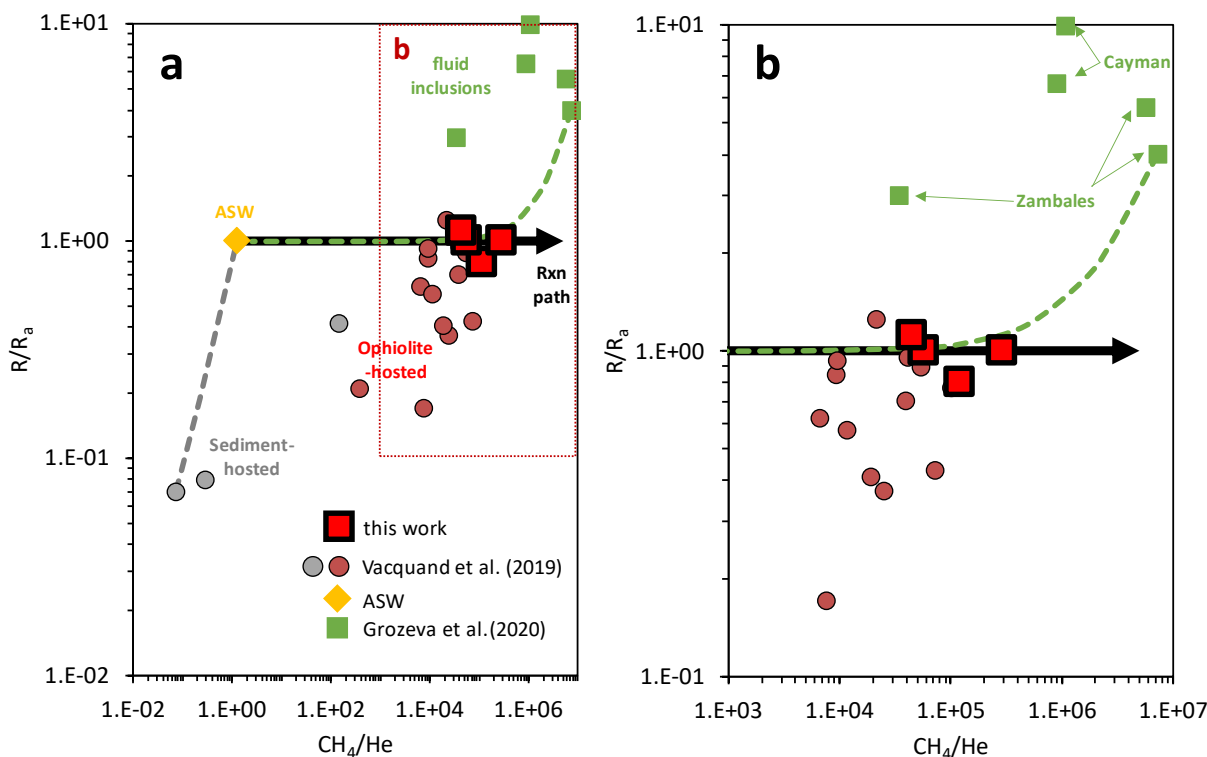 1.E+01
1.E+00
1.E-01
1.E-02
R/Ra
a
b
fluid
inclusions
ASW
Rxn
path
Ophiolite
-hosted
Sediment-
hosted
this work
Vacquand et al. (2019)
ASW
Grozeva et al.(2020)
1.E-02
1.E+00
1.E+02
1.E+04
1.E+06
CH4/He
1.E+01
1.E+00
1.E-01
R/Ra
b
Cayman
Zambales
1.E+03
1.E+04
1.E+05
1.E+06
1.E+07
CH4/He